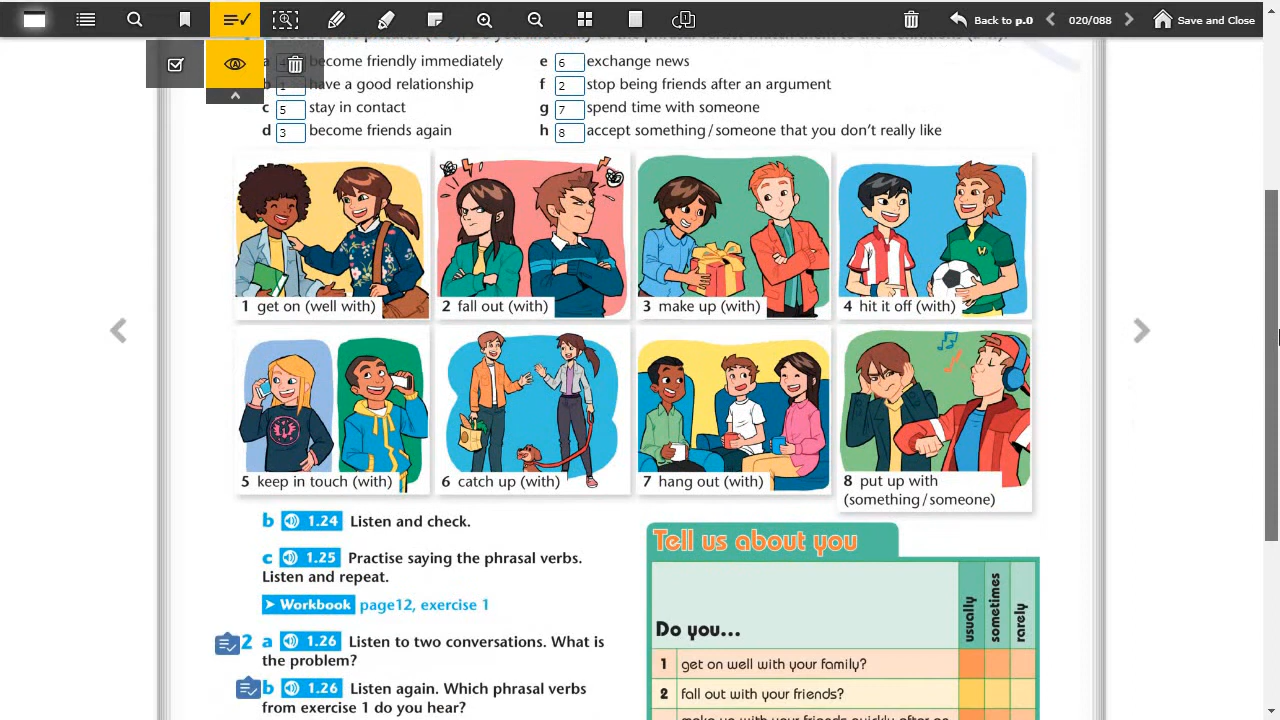 Back to p.0
020/088
Save and Close
4 become friendly immediately
1 have a good relationship
c 5 stay in contact
d 3 become friends again
e 6 exchange news
f 2 stop being friends after an argument
g 7 spend time with someone
h 8 accept something / someone that you don't really like
1 get on (well with)
2 fall out (with)
3 make up (with)
4 hit it off (with)
5 keep in touch (with)
6 catch up (with)
7 hang out (with)
8 put up with
(something / someone)
b 1.24 Listen and check.
c 1.25 Practise saying the phrasal verbs.
Listen and repeat.
➤ Workbook page12, exercise 1
2 a 1.26 Listen to two conversations. What is
the problem?
b 1.26 Listen again. Which phrasal verbs
from exercise 1 do you hear?
Tell us about you
Do you...
usually
sometimes
rarely
1 get on well with your family?
2 fall out with your friends?